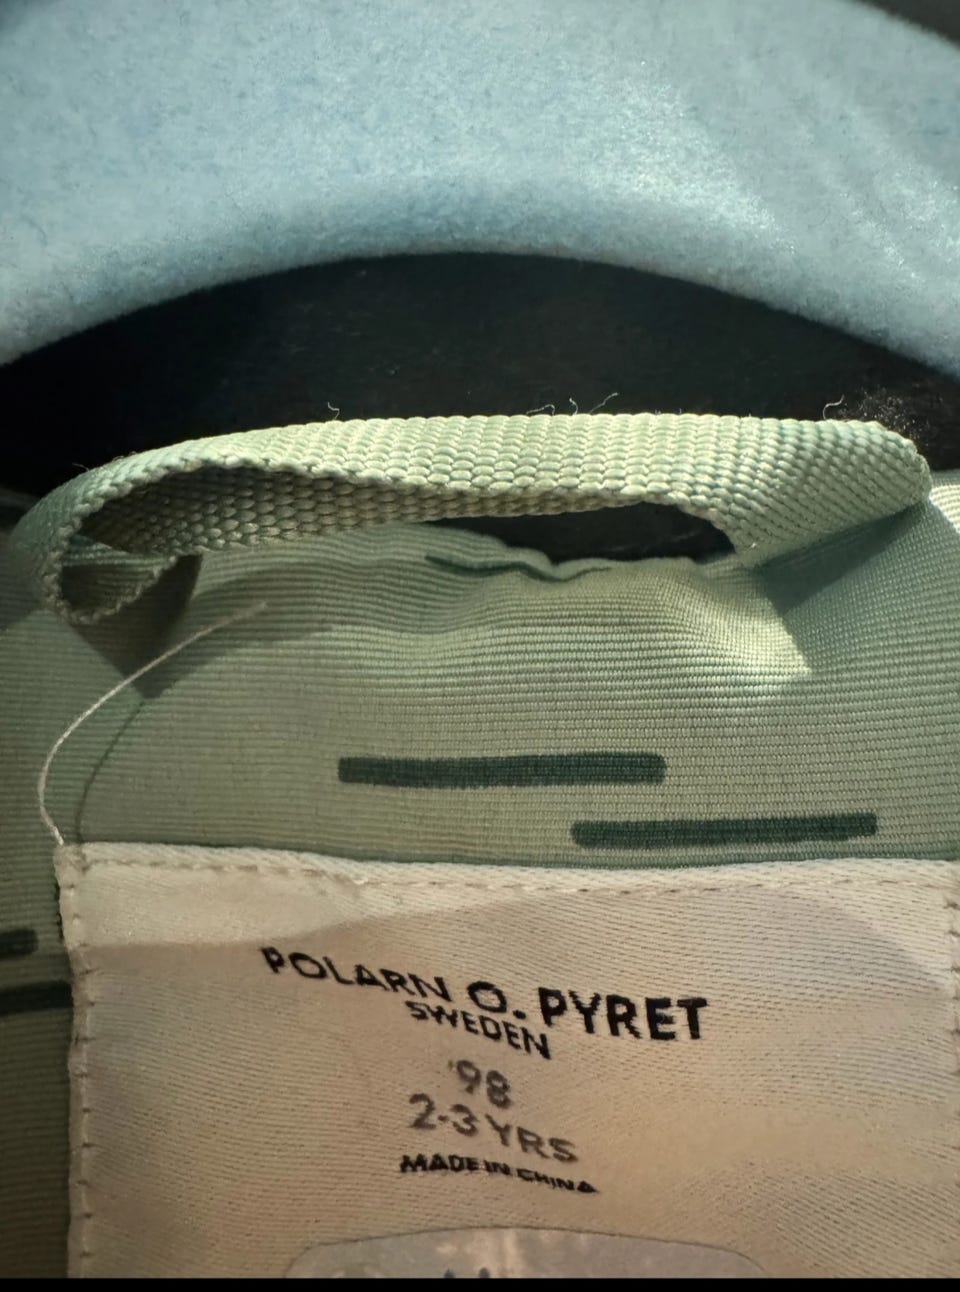 POLARN O. PYRET
SWEDEN
98
2-3 YRS
MADE IN CHINA